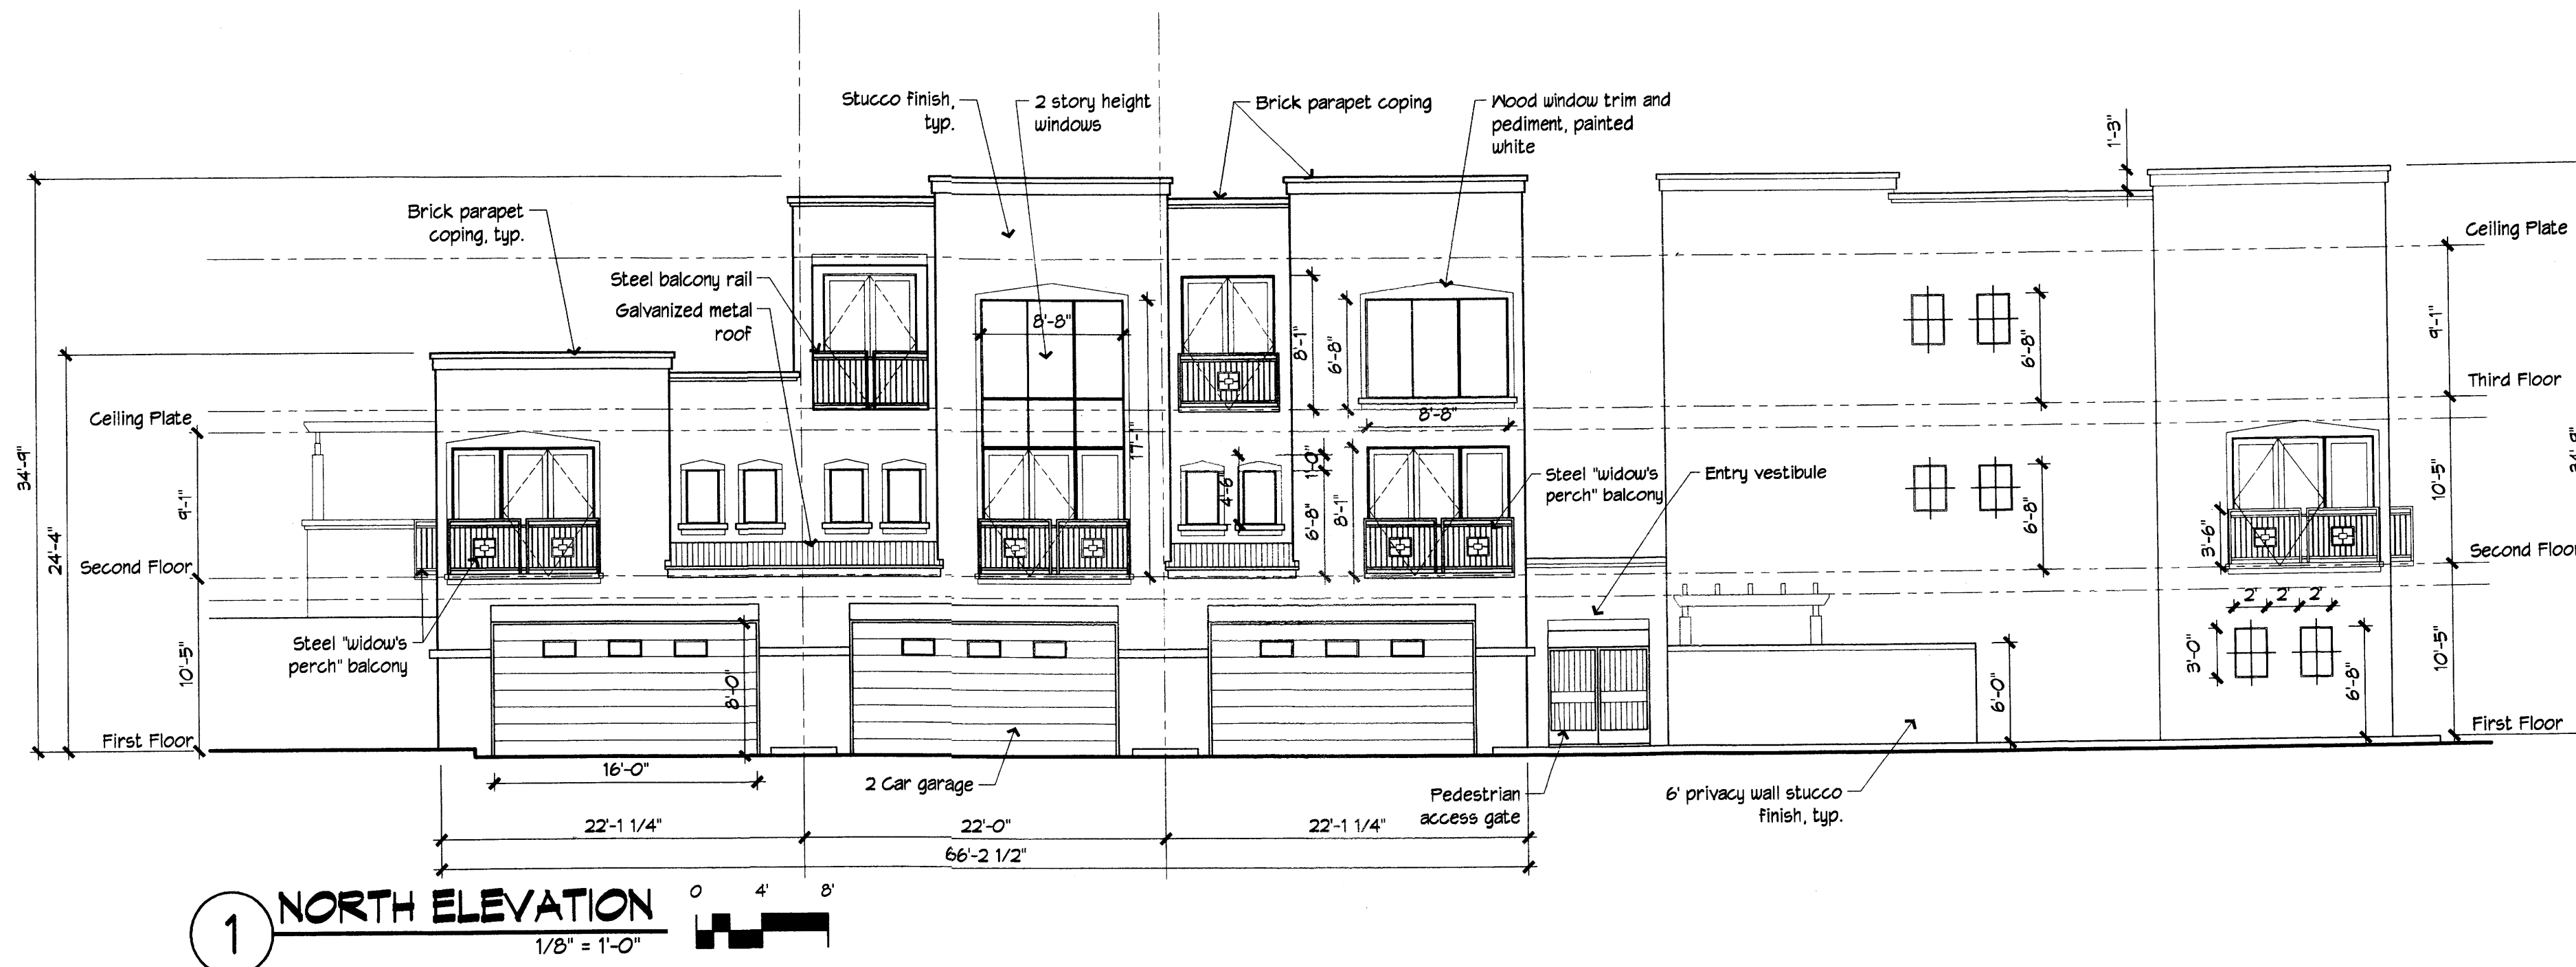 Stucco finish,
typ.
2 story height
windows
Brick parapet coping
Wood window trim and
pediment, painted
white
1'-3"
Brick parapet
coping, typ.
Steel balcony rail
Galvanized metal
roof
Ceiling Plate
34'-9"
24'-4"
Ceiling Plate
9'-1"
Second Floor
10'-5"
First Floor
Steel "widow's
perch" balcony
8'-8"
17'-1"
8'-1"
6'-8"
8'-8"
4'-6"
1'-0"
6'-8"
8'-1"
Steel "widow's
perch" balcony
Entry vestibule
6'-8"
6'-8"
9'-1"
Third Floor
10'-5"
34'-9"
3'-6"
Second Floor
2' 2' 2'
3'-0"
6'-8"
10'-5"
First Floor
8'-0"
6'-0"
16'-0"
2 Car garage
Pedestrian
access gate
6' privacy wall stucco
finish, typ.
22'-1 1/4"
22'-0"
22'-1 1/4"
66'-2 1/2"
1
NORTH ELEVATION
1/8" = 1'-0"
0 4' 8'